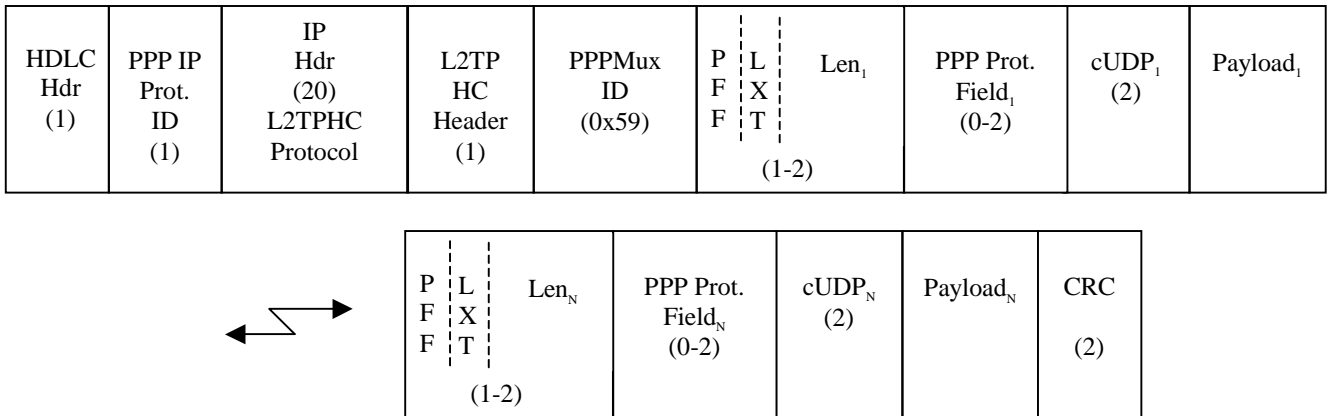 HDLC
Hdr
(1)
PPP IP
Prot.
ID
(1)
IP
Hdr
(20)
L2TPHC
Protocol
L2TP
HC
Header
(1)
PPPMux
ID
(0x59)
P
F
F
L
X
T
Len₁
(1-2)
PPP Prot.
Field₁
(0-2)
cUDP₁
(2)
Payload₁
P
F
F
L
X
T
Lenₙ
(1-2)
PPP Prot.
Fieldₙ
(0-2)
cUDPₙ
(2)
Payloadₙ
CRC
(2)